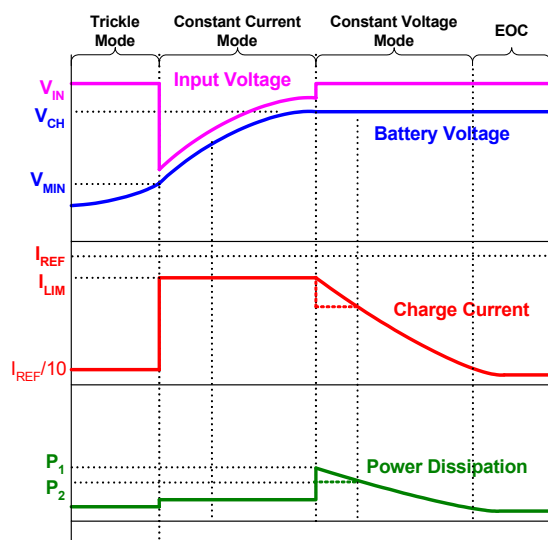 Trickle
Mode
Constant Current
Mode
Constant Voltage
Mode
EOC
V_IN
Input Voltage
V_CH
Battery Voltage
V_MIN
I_REF
I_LIM
Charge Current
I_REF/10
P_1
Power Dissipation
P_2